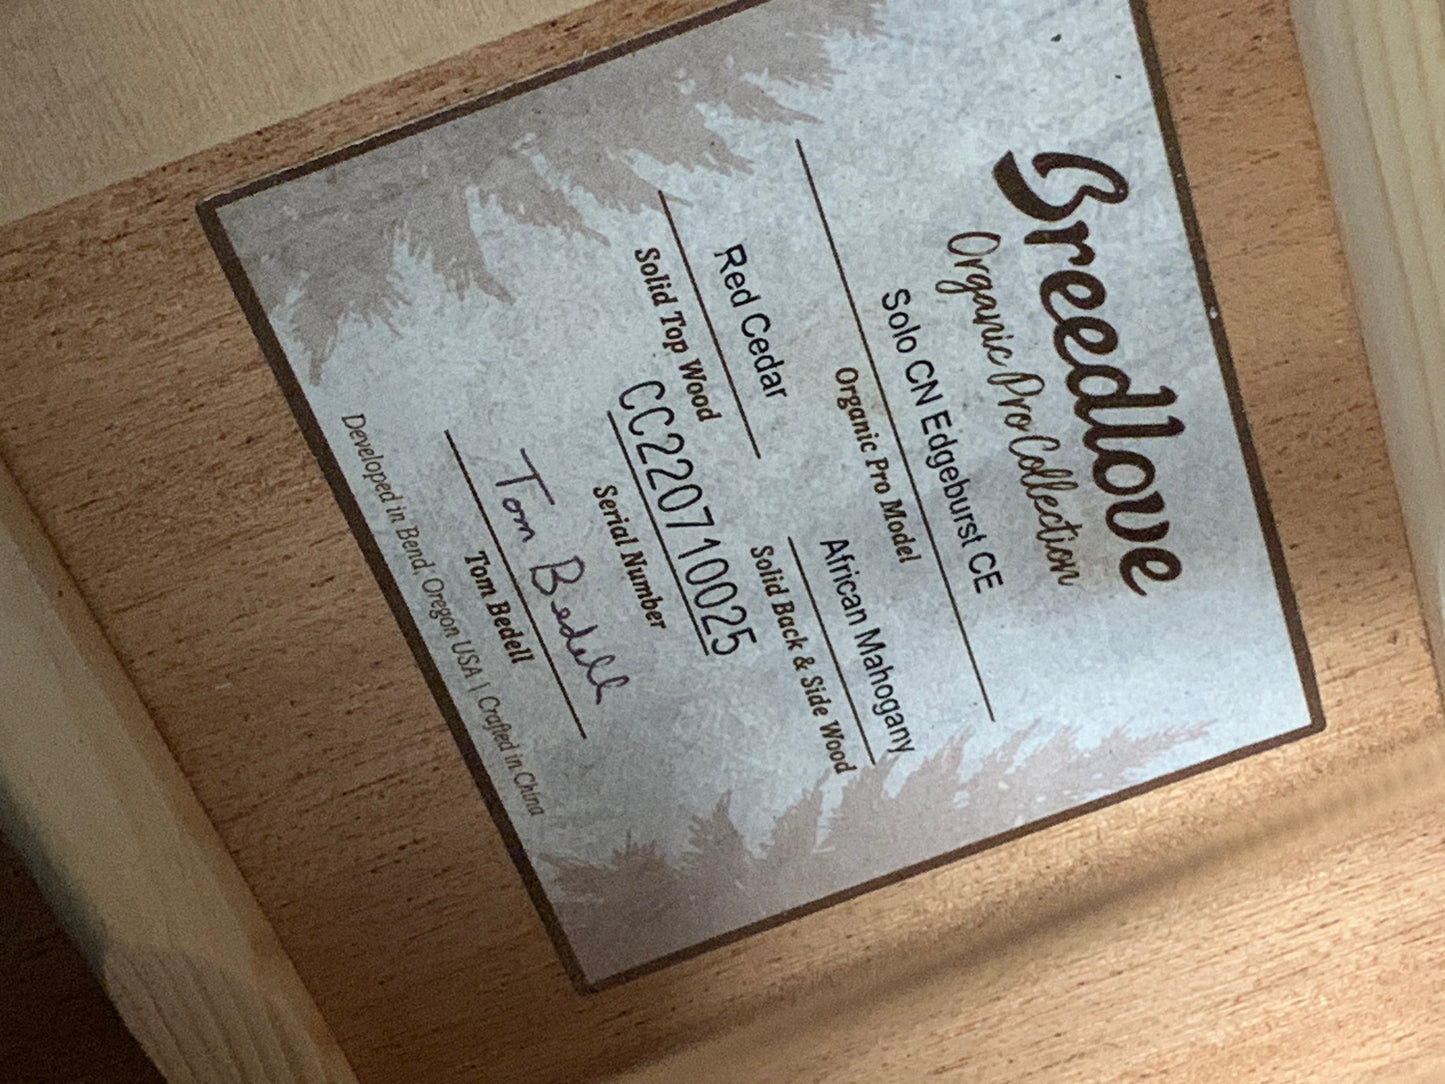 Breedlove
Organic Pro Collection
Solo CN Edgeburst CE
Organic Pro Model
Red Cedar
Solid Top Wood
African Mahogany
Solid Back & Side Wood
CC220710025
Serial Number
Tom Bedell
Tom Bedell
Developed in Bend, Oregon USA | Crafted in China